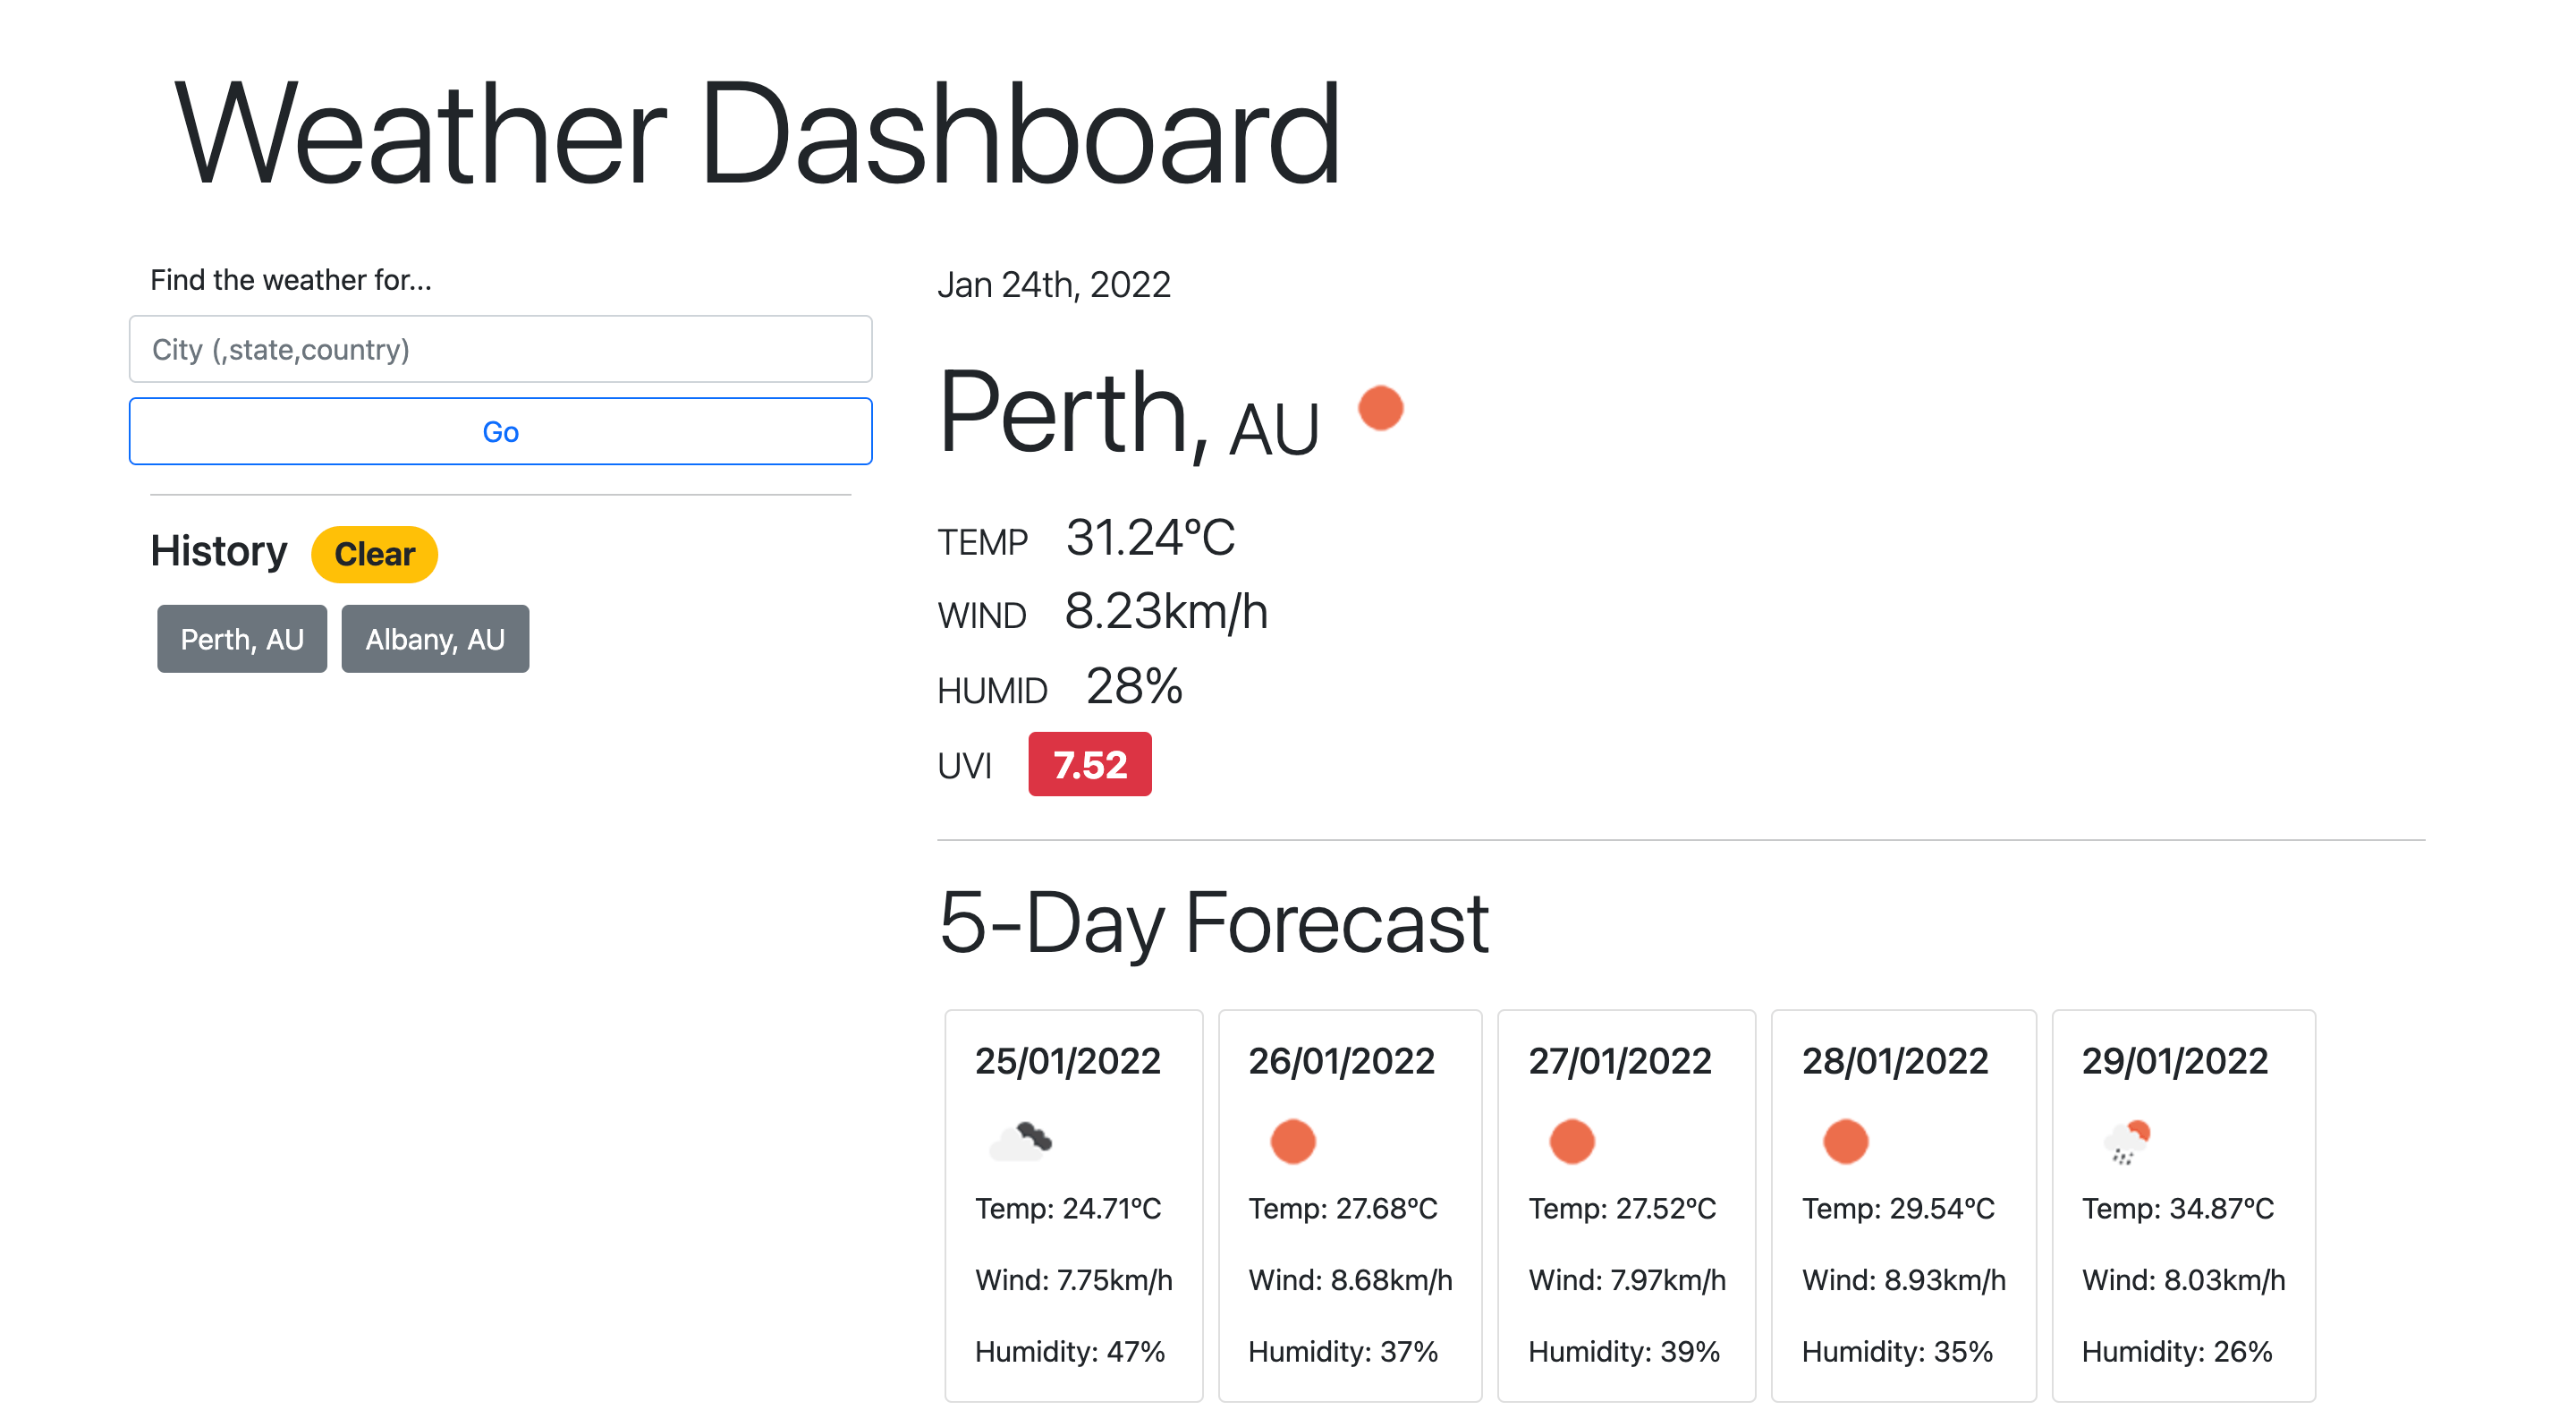 Weather Dashboard
Find the weather for...
City (,state,country)
Go
History Clear
Perth, AU Albany, AU
Jan 24th, 2022
Perth, AU
TEMP 31.24°C
WIND 8.23km/h
HUMID 28%
UVI 7.52
5-Day Forecast
25/01/2022
Temp: 24.71°C
Wind: 7.75km/h
Humidity: 47%
26/01/2022
Temp: 27.68°C
Wind: 8.68km/h
Humidity: 37%
27/01/2022
Temp: 27.52°C
Wind: 7.97km/h
Humidity: 39%
28/01/2022
Temp: 29.54°C
Wind: 8.93km/h
Humidity: 35%
29/01/2022
Temp: 34.87°C
Wind: 8.03km/h
Humidity: 26%